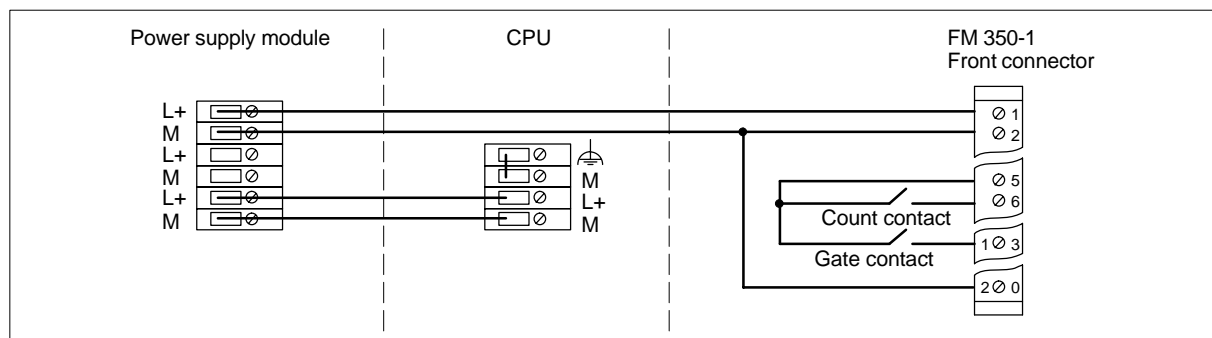 Power supply module
CPU
FM 350-1
Front connector
L+
M
L+
M
L+
M
M
L+
M
1
2
5
6
Count contact
1 3
Gate contact
2 0